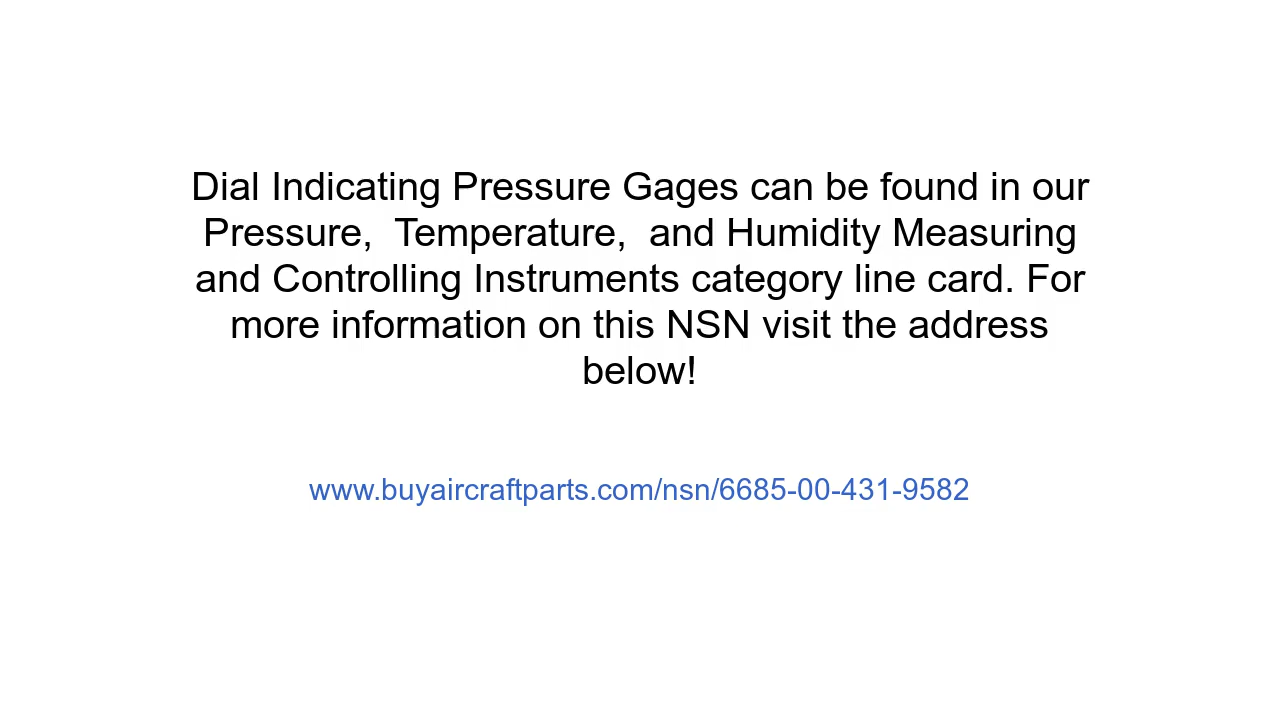 Dial Indicating Pressure Gages can be found in our
Pressure,  Temperature,  and Humidity Measuring
and Controlling Instruments category line card. For
more information on this NSN visit the address
below!
www.buyaircraftparts.com/nsn/6685-00-431-9582